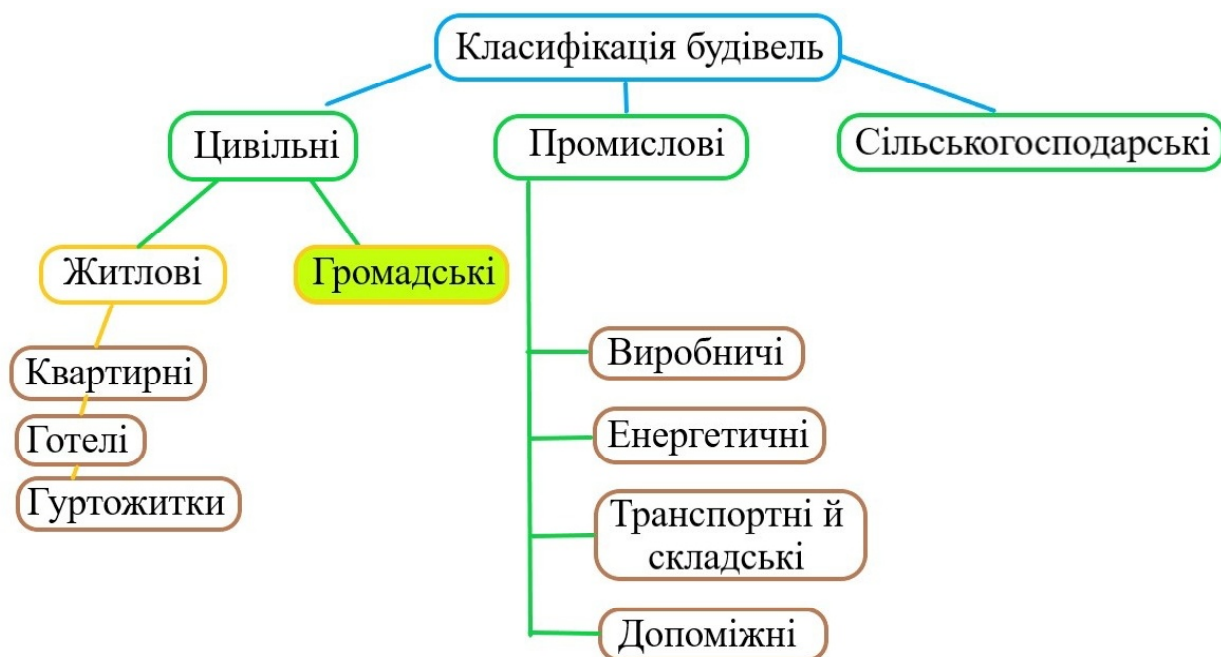 Класифікація будівель
Цивільні
Промислові
Сільськогосподарські
Житлові
Громадські
Квартирні
Готелі
Гуртожитки
Виробничі
Енергетичні
Транспортні й
складські
Допоміжні